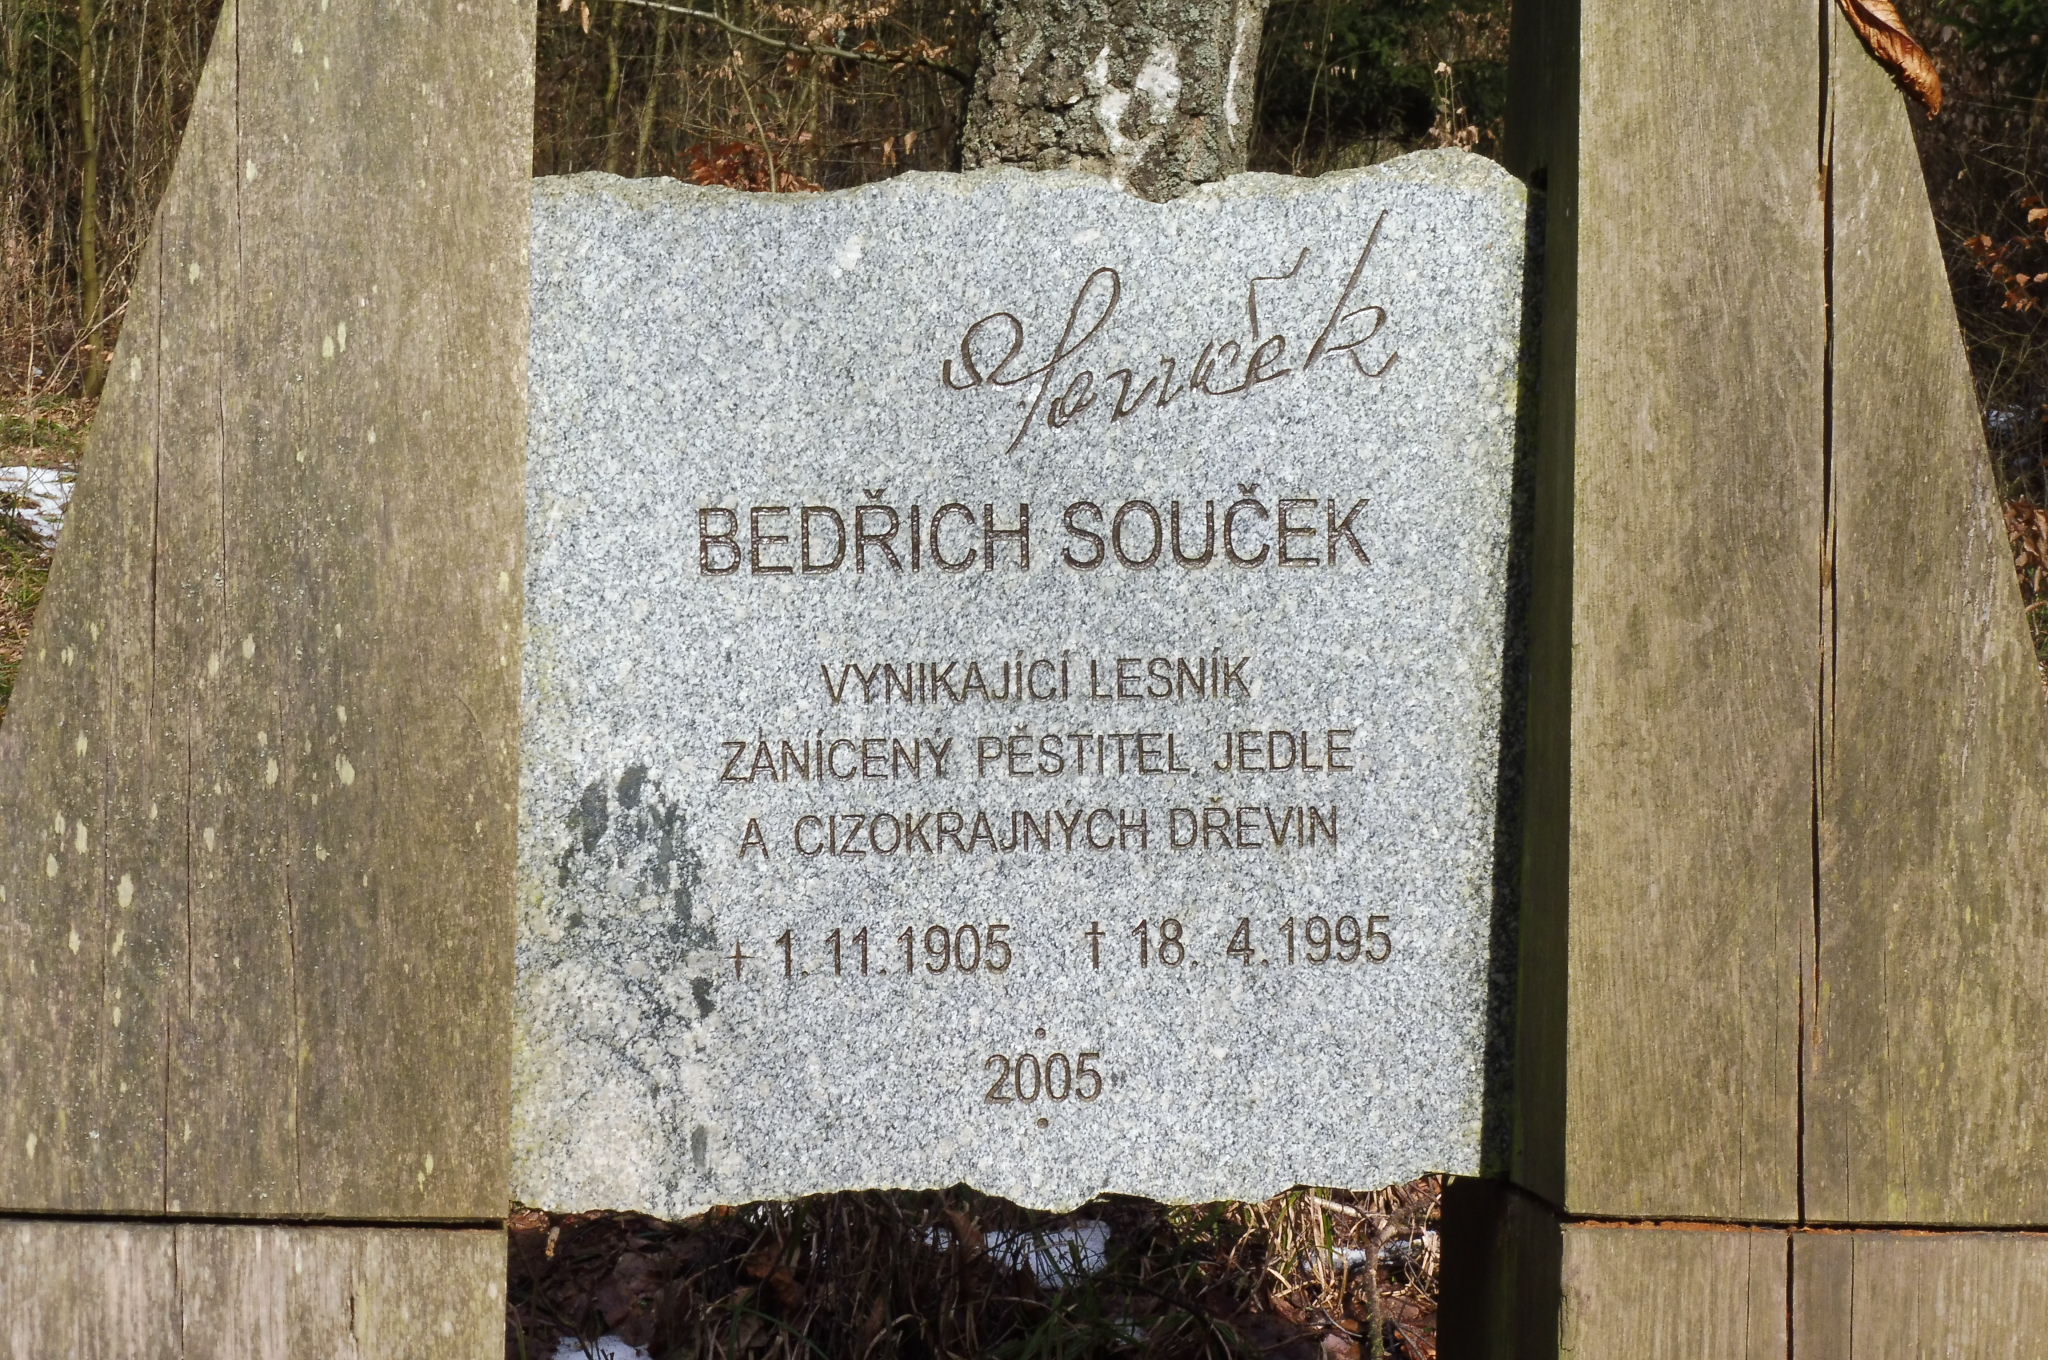 Souček
BEDŘICH SOUČEK
VYNIKAJÍCÍ LESNÍK
ZANÍCENÝ PĚSTITEL JEDLE
A CIZOKRAJNÝCH DŘEVIN
+ 1. 11. 1905 † 18. 4. 1995
2005